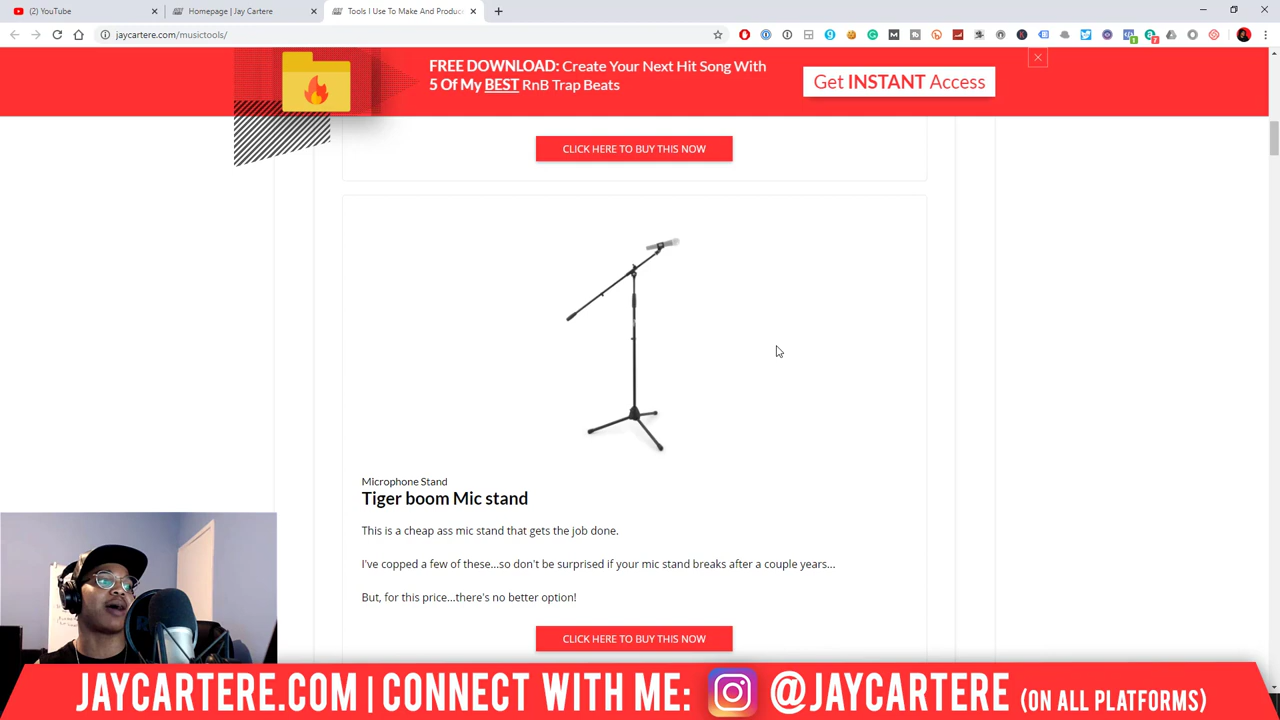 (2) YouTube
Homepage | Jay Cartere
Tools I Use To Make And Produce
jaycartere.com/musictools/
FREE DOWNLOAD: Create Your Next Hit Song With
5 Of My BEST RnB Trap Beats
Get INSTANT Access
CLICK HERE TO BUY THIS NOW
Microphone Stand
Tiger boom Mic stand
This is a cheap ass mic stand that gets the job done.
I've copped a few of these...so don't be surprised if your mic stand breaks after a couple years...
But, for this price...there's no better option!
CLICK HERE TO BUY THIS NOW
JAYCARTERE.COM | CONNECT WITH ME: @JAYCARTERE (ON ALL PLATFORMS)